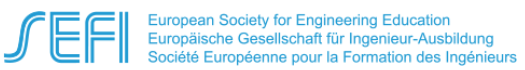 SEFI
European Society for Engineering Education
Europäische Gesellschaft für Ingenieur-Ausbildung
Société Européenne pour la Formation des Ingénieurs